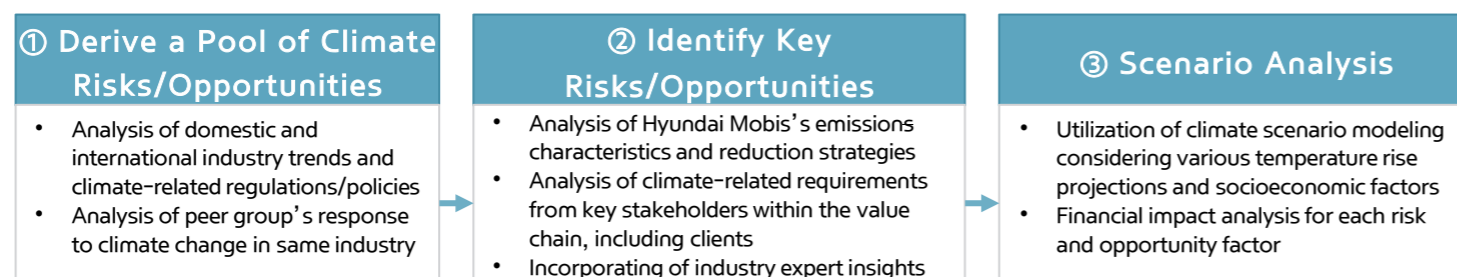 ① Derive a Pool of Climate
Risks/Opportunities
• Analysis of domestic and
international industry trends and
climate-related regulations/policies
• Analysis of peer group's response
to climate change in same industry
② Identify Key
Risks/Opportunities
• Analysis of Hyundai Mobis's emissions
characteristics and reduction strategies
• Analysis of climate-related requirements
from key stakeholders within the value
chain, including clients
• Incorporating of industry expert insights
③ Scenario Analysis
• Utilization of climate scenario modeling
considering various temperature rise
projections and socioeconomic factors
• Financial impact analysis for each risk
and opportunity factor